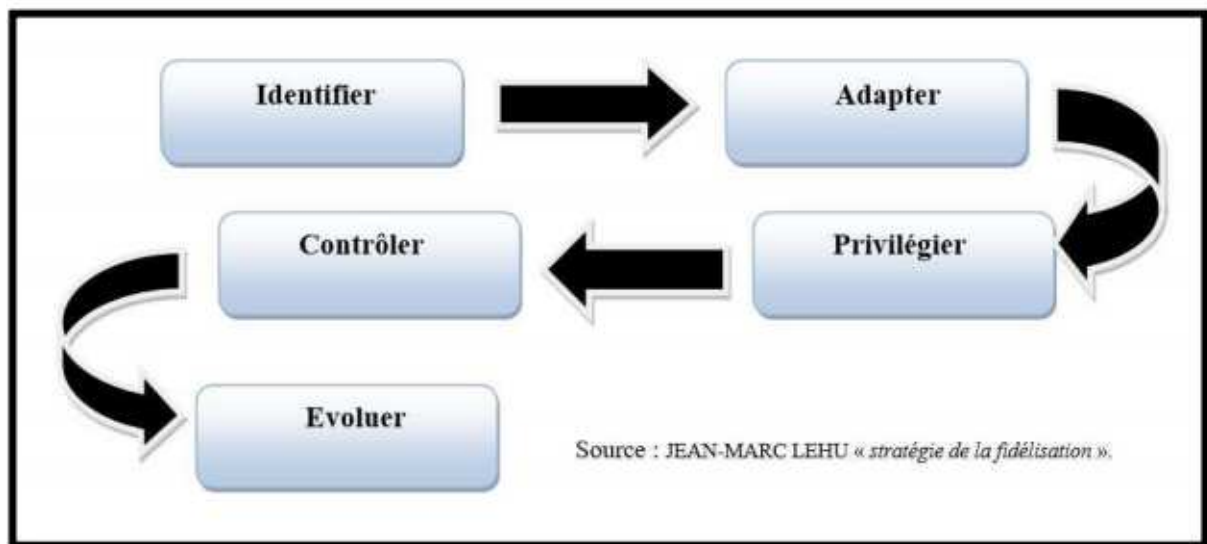 Identifier
Adapter
Privilégier
Contrôler
Evoluer
Source : JEAN-MARC LEHU « stratégie de la fidélisation ».